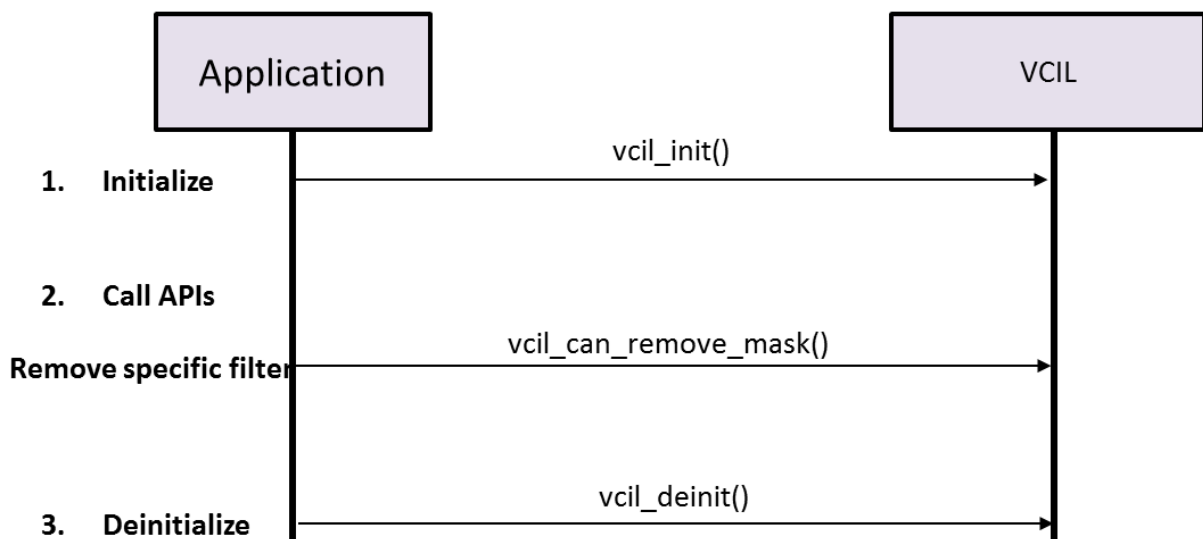 Application
VCIL
vcil_init()
1. Initialize
2. Call APIs
vcil_can_remove_mask()
Remove specific filter
vcil_deinit()
3. Deinitialize